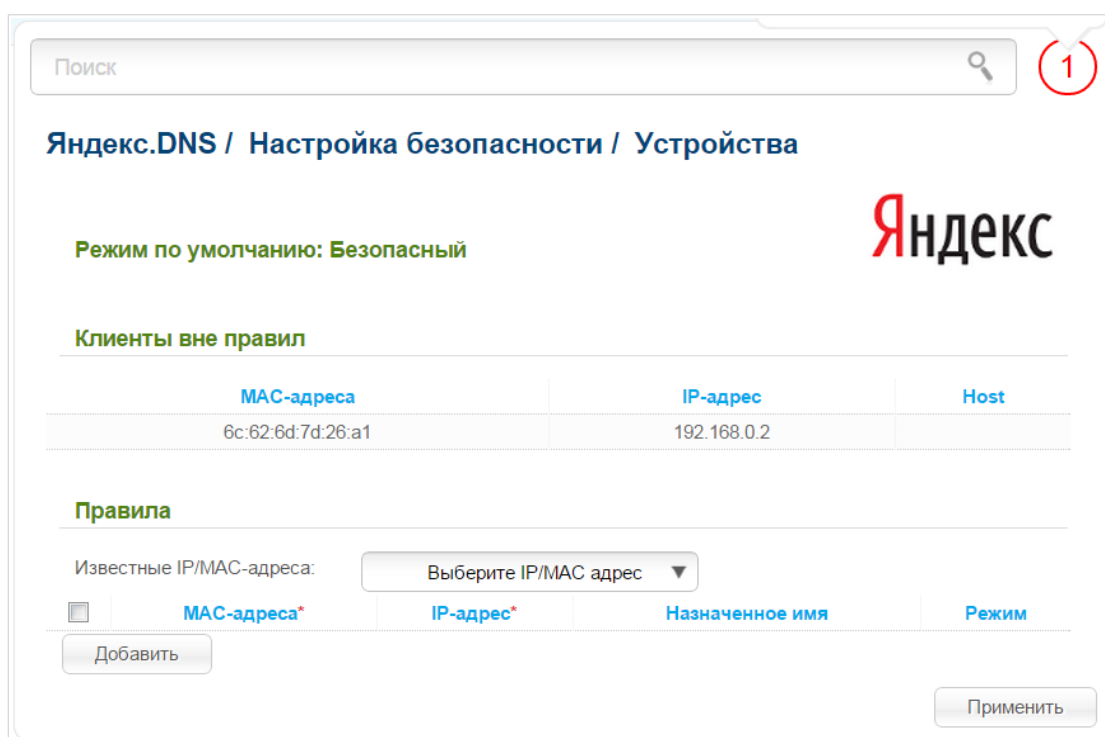 Поиск
1
Яндекс.DNS / Настройка безопасности / Устройства
Яндекс
Режим по умолчанию: Безопасный
Клиенты вне правил
MAC-адреса IP-адрес Host
6c:62:6d:7d:26:a1 192.168.0.2
Правила
Известные IP/MAC-адреса: Выберите IP/MAC адрес
MAC-адреса* IP-адрес* Назначенное имя Режим
Добавить
Применить